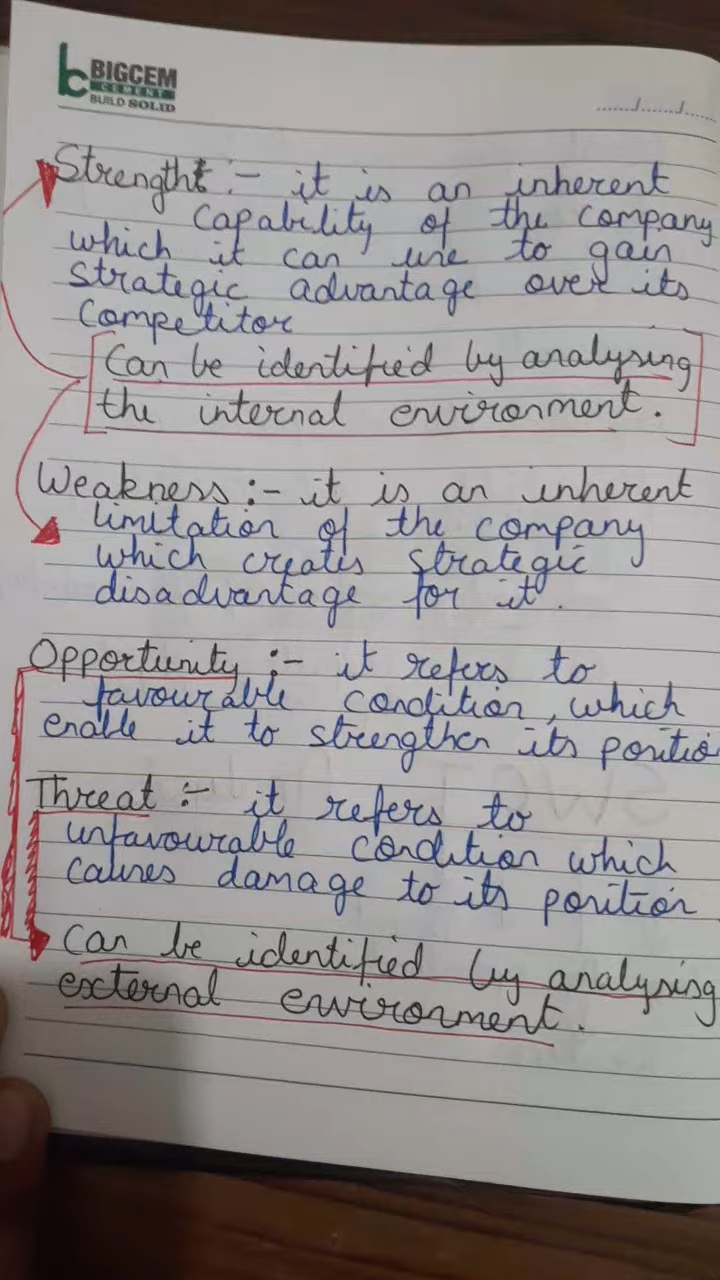 BIGCEM
CEMENT
BUILD SOLID
....../....../......
Strength :- it is an inherent
capability of the company
which it can use to gain
strategic advantage over its
competitor
Can be identified by analysing
the internal environment.
Weakness :- it is an inherent
limitation of the company
which creates strategic
disadvantage for it.
Opportunity :- it refers to
favourable condition, which
enable it to strengthen its positio
Threat :- it refers to
unfavourable condition which
causes damage to its position
Can be identified by analysing
external environment.